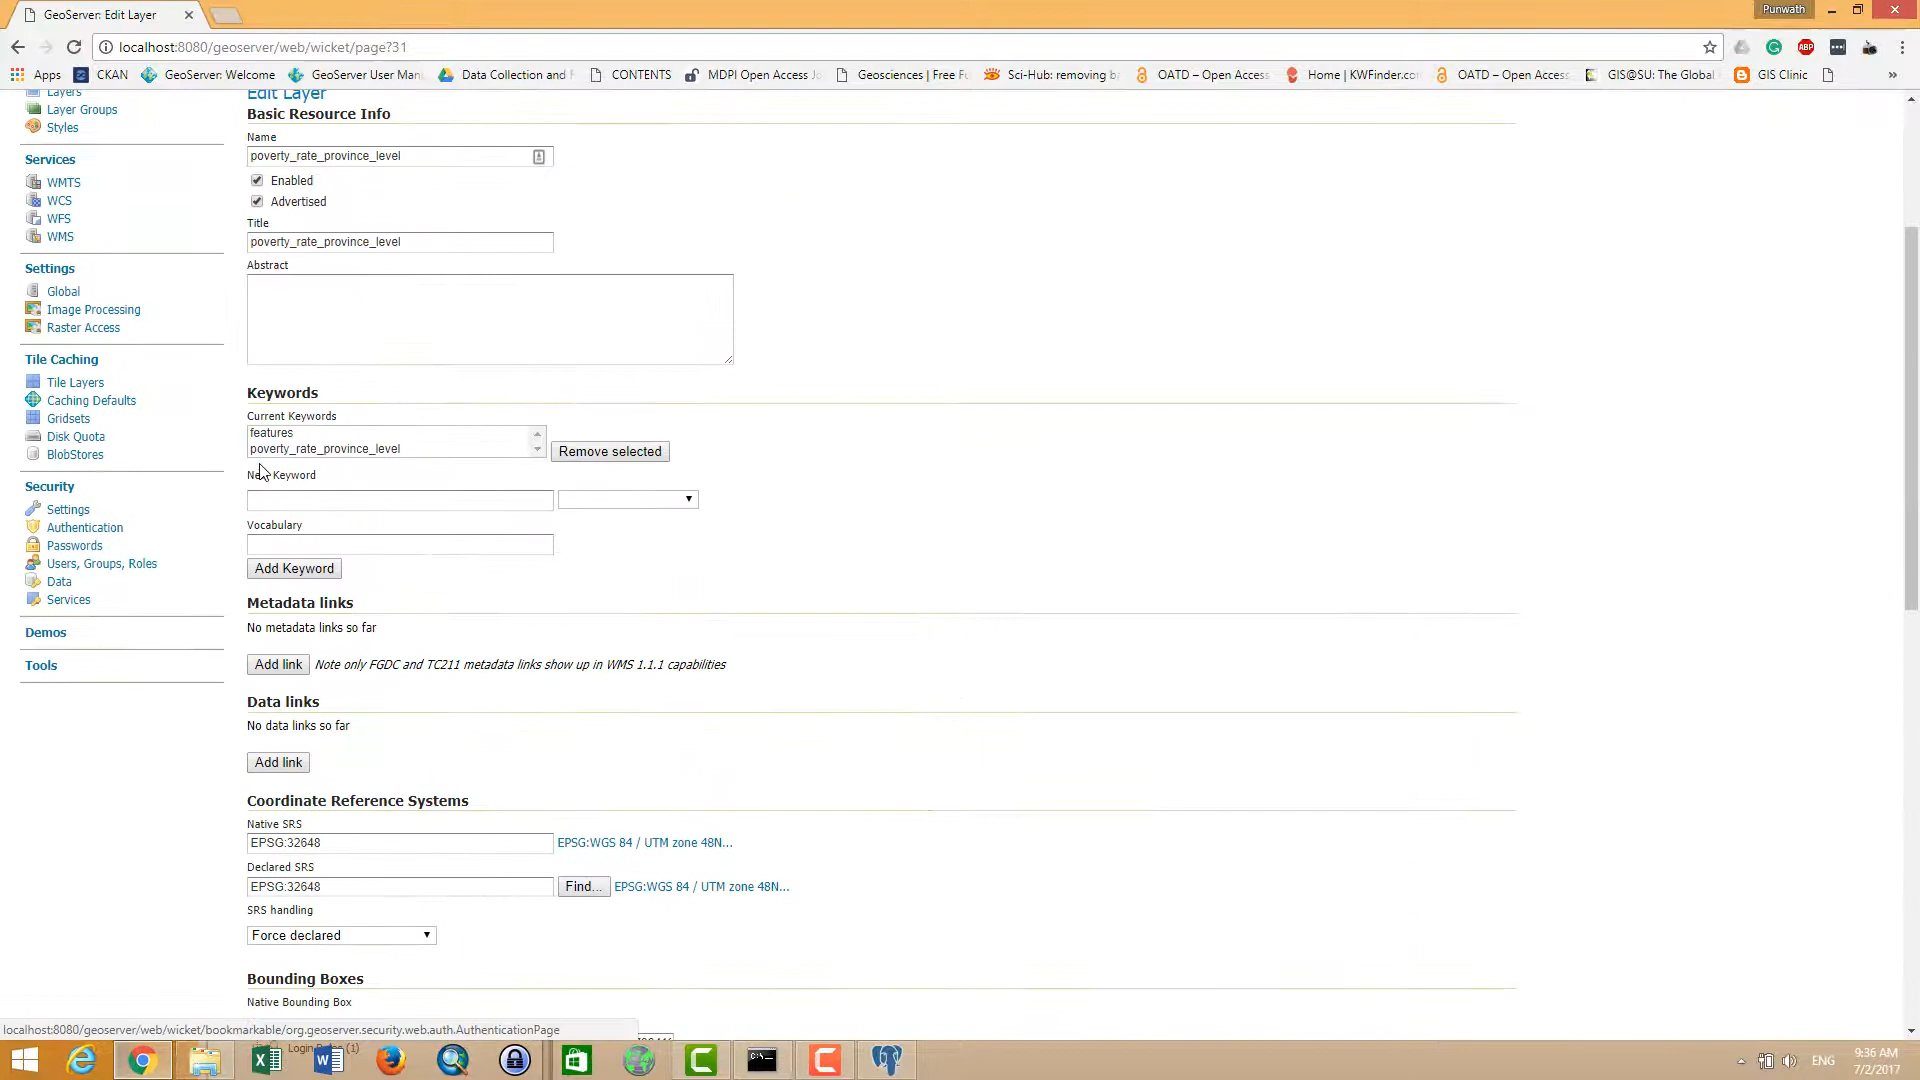 GeoServer: Edit Layer
Punwath
localhost:8080/geoserver/web/wicket/page?31
Apps CKAN GeoServer: Welcome GeoServer User Man Data Collection and CONTENTS MDPI Open Access Jo Geosciences | Free Fu Sci-Hub: removing ba OATD – Open Access Home | KWFinder.co OATD – Open Access GIS@SU: The Global GIS Clinic »
Layers
Layer Groups
Styles
Services
WMTS
WCS
WFS
WMS
Settings
Global
Image Processing
Raster Access
Tile Caching
Tile Layers
Caching Defaults
Gridsets
Disk Quota
BlobStores
Security
Settings
Authentication
Passwords
Users, Groups, Roles
Data
Services
Demos
Tools
Edit Layer
Basic Resource Info
Name
poverty_rate_province_level
Enabled
Advertised
Title
poverty_rate_province_level
Abstract
Keywords
Current Keywords
features
poverty_rate_province_level
Remove selected
New Keyword
Vocabulary
Add Keyword
Metadata links
No metadata links so far
Add link Note only FGDC and TC211 metadata links show up in WMS 1.1.1 capabilities
Data links
No data links so far
Add link
Coordinate Reference Systems
Native SRS
EPSG:32648 EPSG:WGS 84 / UTM zone 48N...
Declared SRS
EPSG:32648 Find... EPSG:WGS 84 / UTM zone 48N...
SRS handling
Force declared
Bounding Boxes
Native Bounding Box
localhost:8080/geoserver/web/wicket/bookmarkable/org.geoserver.security.web.auth.AuthenticationPage
ABP
ENG
9:36 AM
7/2/2017